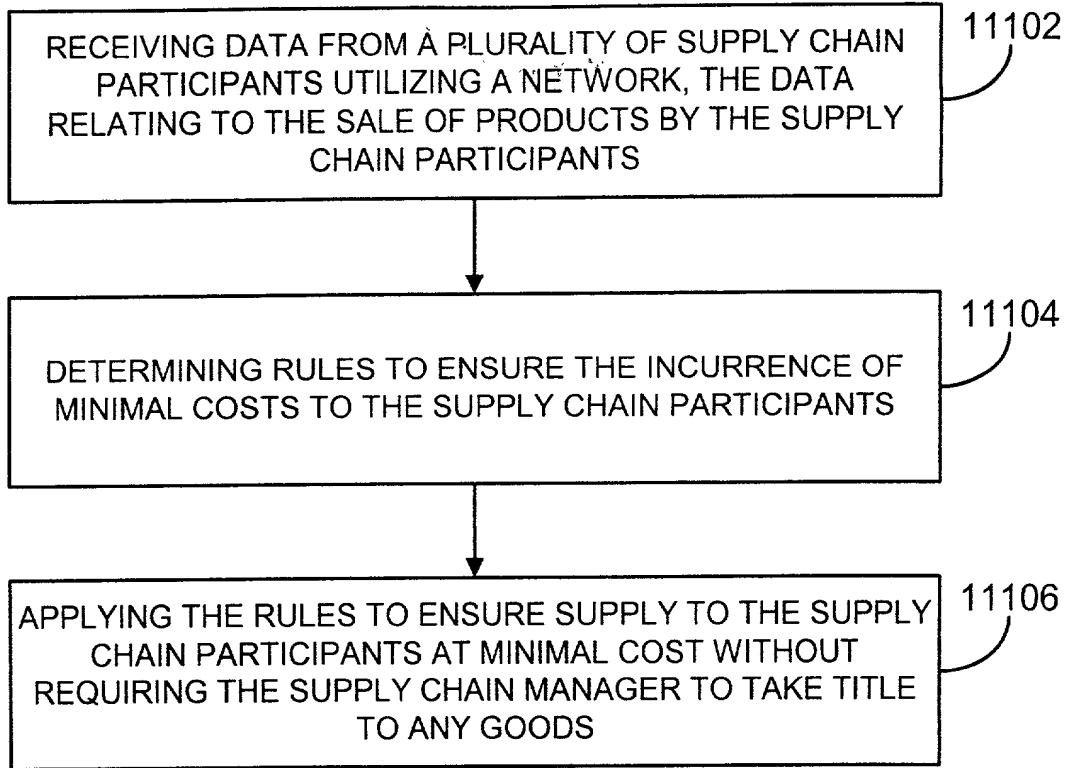 RECEIVING DATA FROM A PLURALITY OF SUPPLY CHAIN
PARTICIPANTS UTILIZING A NETWORK, THE DATA
RELATING TO THE SALE OF PRODUCTS BY THE SUPPLY
CHAIN PARTICIPANTS
11102
DETERMINING RULES TO ENSURE THE INCURRENCE OF
MINIMAL COSTS TO THE SUPPLY CHAIN PARTICIPANTS
11104
APPLYING THE RULES TO ENSURE SUPPLY TO THE SUPPLY
CHAIN PARTICIPANTS AT MINIMAL COST WITHOUT
REQUIRING THE SUPPLY CHAIN MANAGER TO TAKE TITLE
TO ANY GOODS
11106